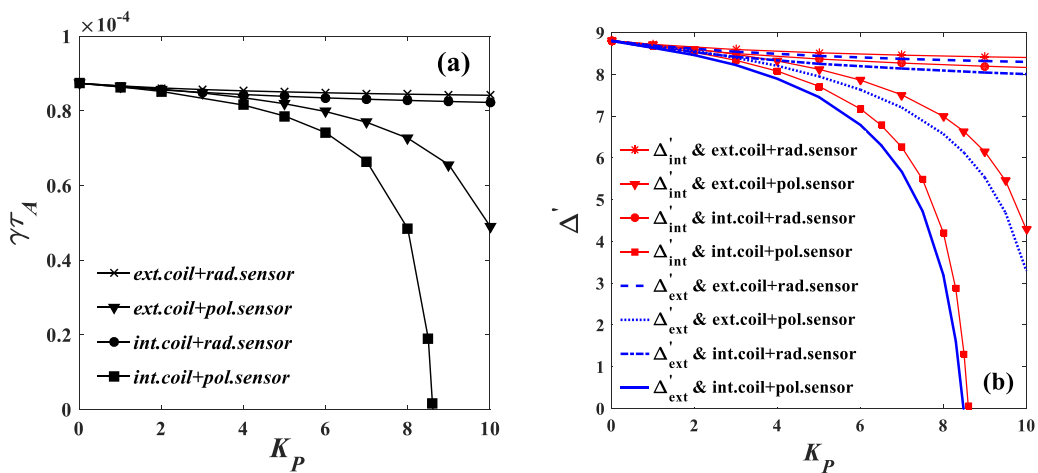 ×10⁻⁴
(a)
1
0.8
0.6
0.4
0.2
0
γτ_A
ext.coil+rad.sensor
ext.coil+pol.sensor
int.coil+rad.sensor
int.coil+pol.sensor
0 2 4 6 8 10
K_P
9
8
7
6
5
4
3
2
1
0
Δ'
Δ'_int & ext.coil+rad.sensor
Δ'_int & ext.coil+pol.sensor
Δ'_int & int.coil+rad.sensor
Δ'_int & int.coil+pol.sensor
Δ'_ext & ext.coil+rad.sensor
Δ'_ext & ext.coil+pol.sensor
Δ'_ext & int.coil+rad.sensor
Δ'_ext & int.coil+pol.sensor
(b)
0 2 4 6 8 10
K_P